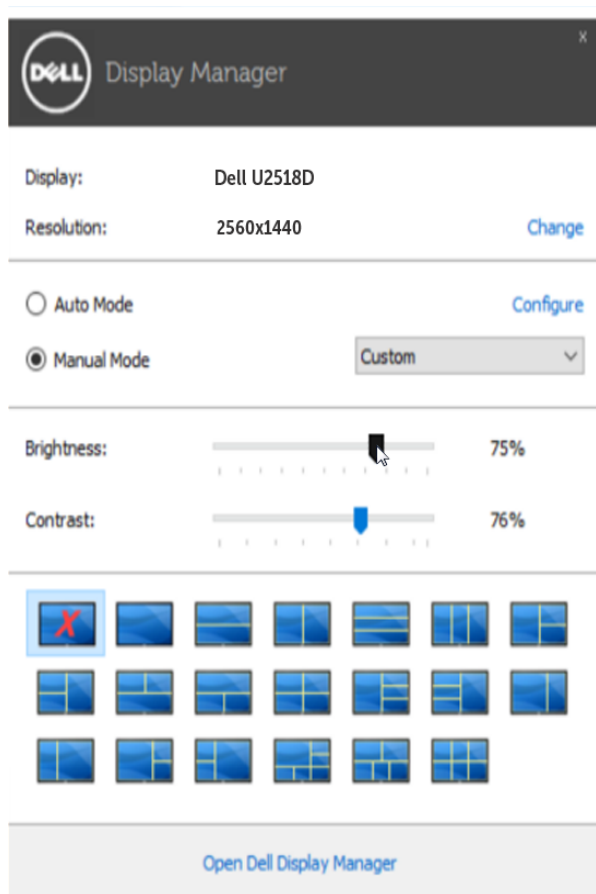 DELL Display Manager x
Display: Dell U2518D
Resolution: 2560x1440 Change
Auto Mode Configure
Manual Mode Custom
Brightness: 75%
Contrast: 76%
X
Open Dell Display Manager